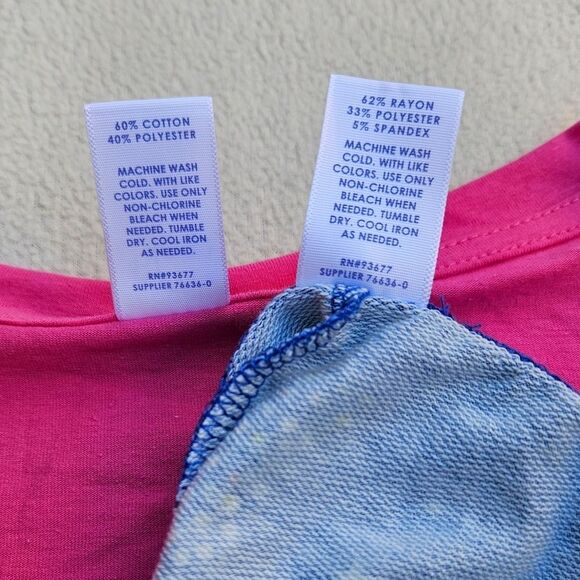 60% COTTON
40% POLYESTER
MACHINE WASH
COLD. WITH LIKE
COLORS. USE ONLY
NON-CHLORINE
BLEACH WHEN
NEEDED. TUMBLE
DRY. COOL IRON
AS NEEDED.
RN#93677
SUPPLIER 76636-0
62% RAYON
33% POLYESTER
5% SPANDEX
MACHINE WASH
COLD. WITH LIKE
COLORS. USE ONLY
NON-CHLORINE
BLEACH WHEN
NEEDED. TUMBLE
DRY. COOL IRON
AS NEEDED.
RN#93677
SUPPLIER 76636-0